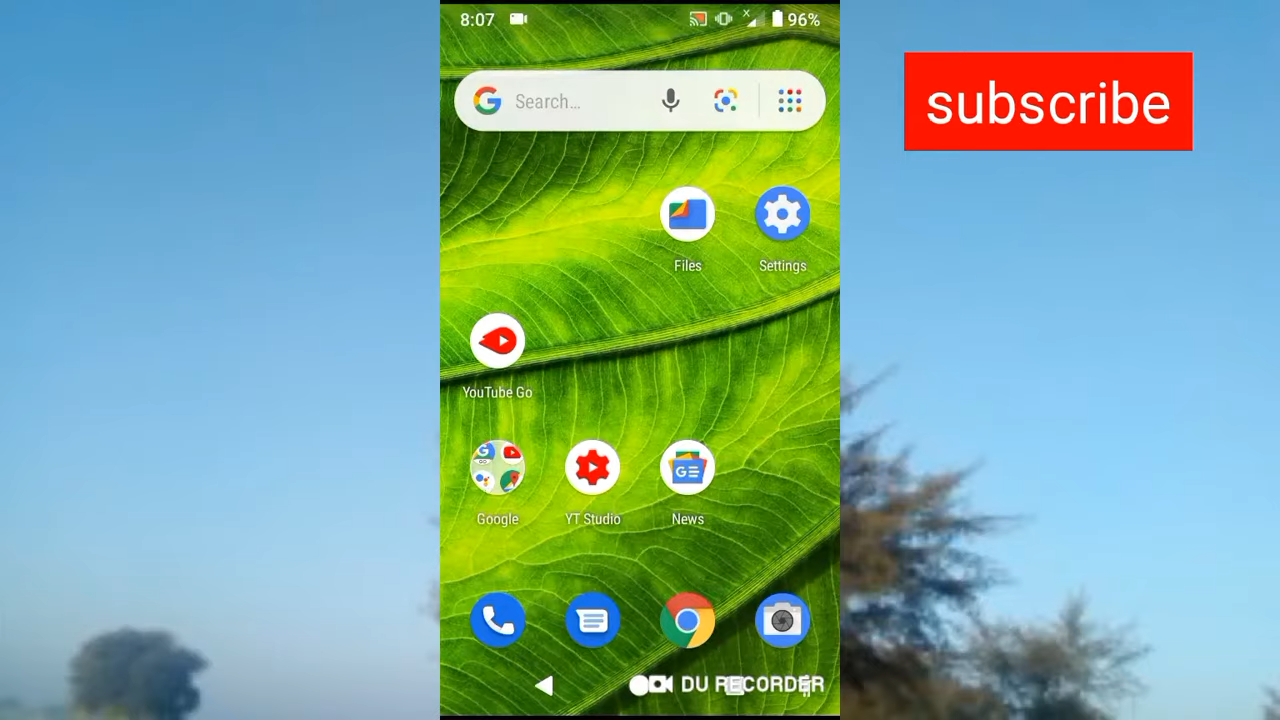 8:07
96%
subscribe
Search...
Files
Settings
YouTube Go
Google
YT Studio
News
DU RECORDER